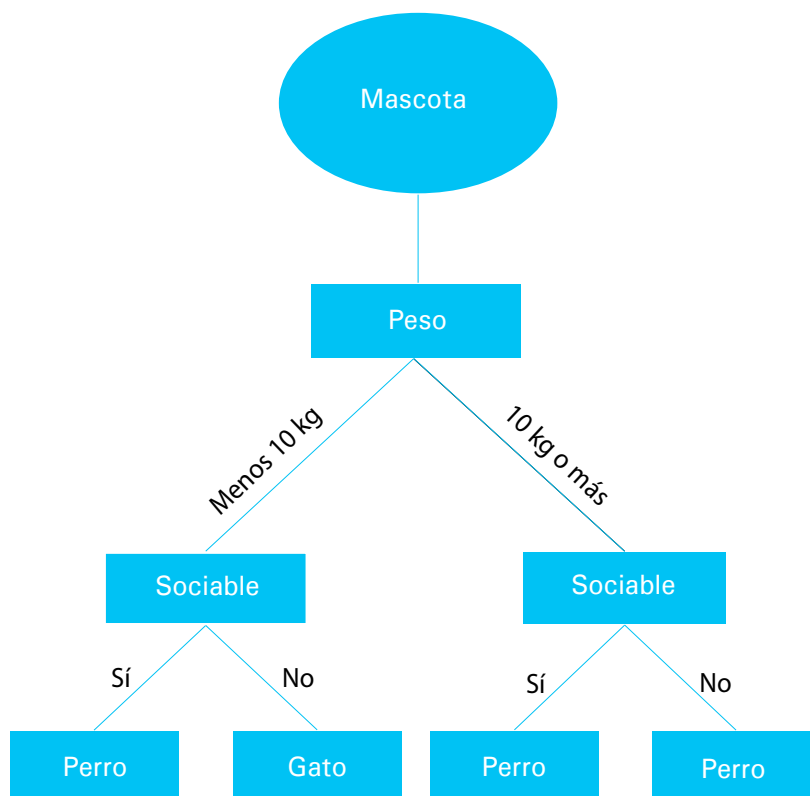 Mascota
Peso
Menos 10 kg
10 kg o más
Sociable
Sociable
Sí
No
Sí
No
Perro
Gato
Perro
Perro